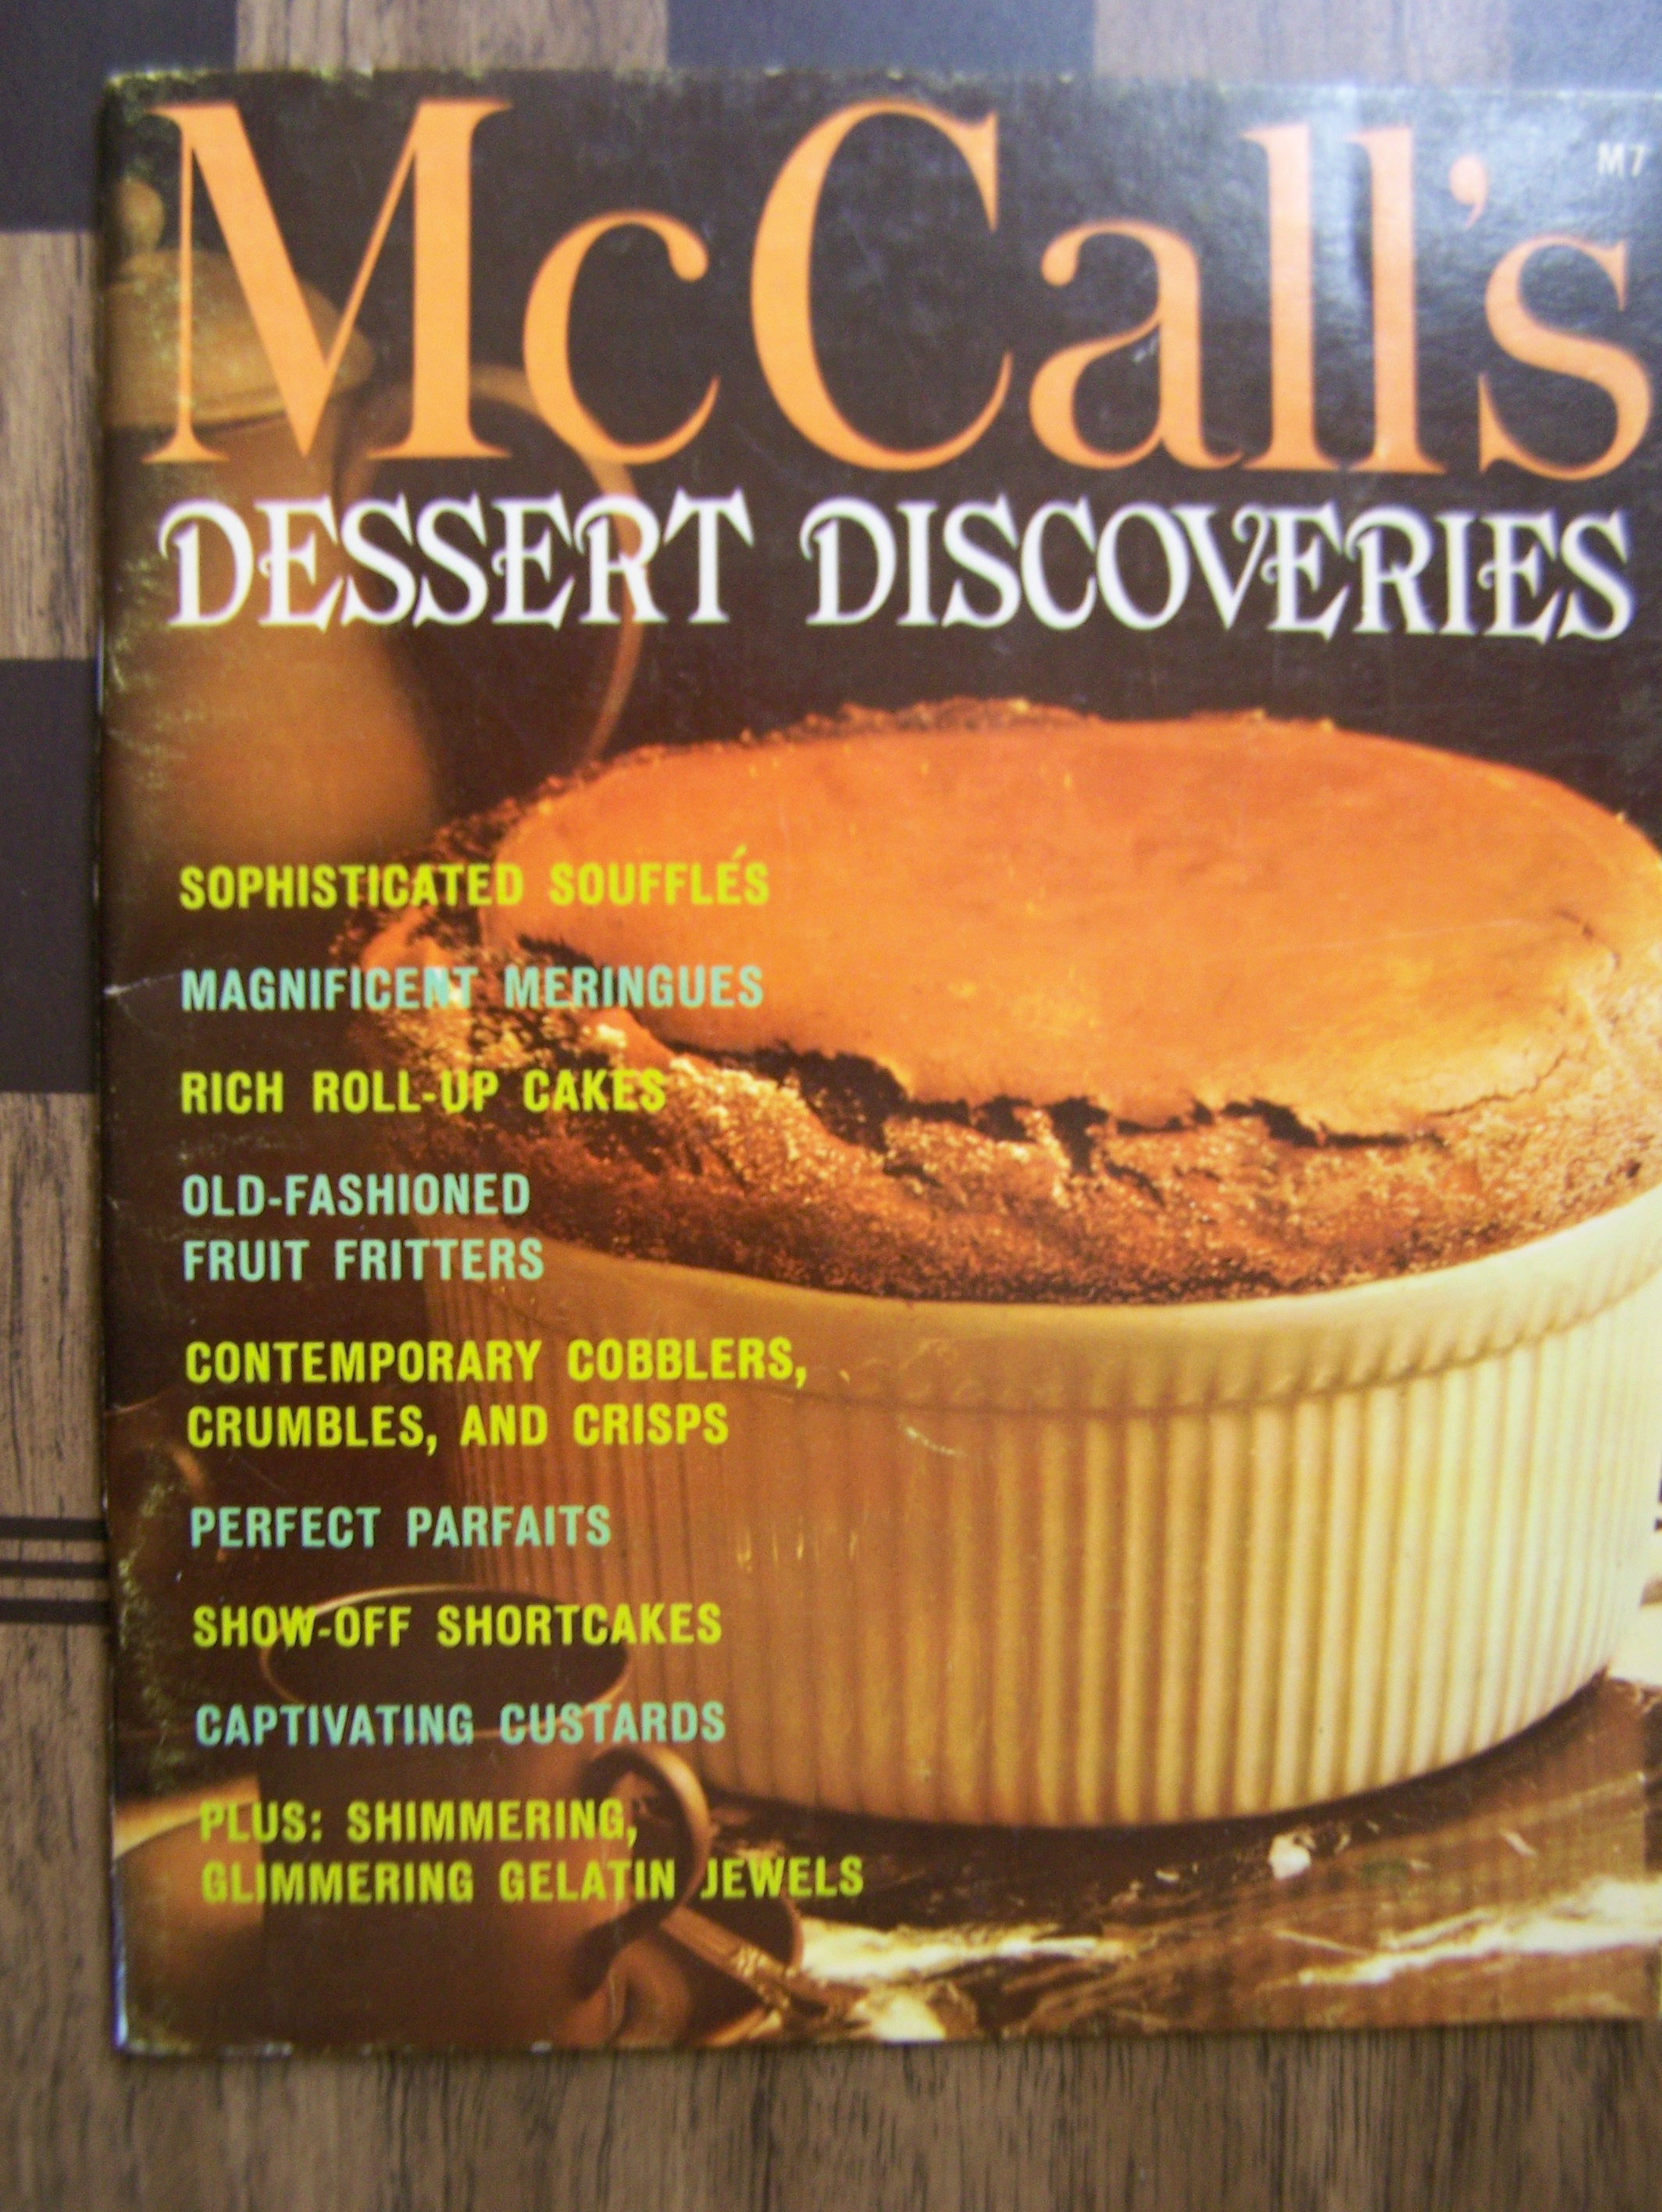 McCall's
M7
DESSERT DISCOVERIES
SOPHISTICATED SOUFFLÉS
MAGNIFICENT MERINGUES
RICH ROLL-UP CAKES
OLD-FASHIONED
FRUIT FRITTERS
CONTEMPORARY COBBLERS,
CRUMBLES, AND CRISPS
PERFECT PARFAITS
SHOW-OFF SHORTCAKES
CAPTIVATING CUSTARDS
PLUS: SHIMMERING,
GLIMMERING GELATIN JEWELS